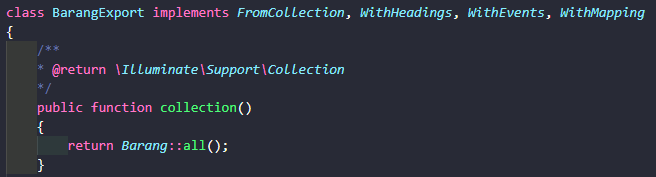 class BarangExport implements FromCollection, WithHeadings, WithEvents, WithMapping
{
/**
* @return \Illuminate\Support\Collection
*/
public function collection()
{
return Barang::all();
}